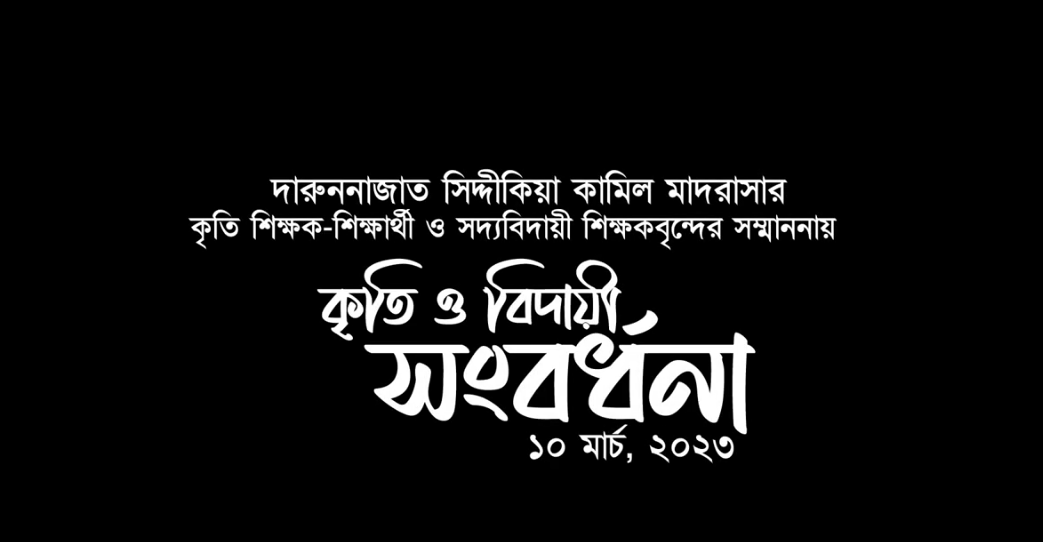 দারুননাজাত সিদ্দীকিয়া কামিল মাদরাসার
কৃতি শিক্ষক-শিক্ষার্থী ও সদ্যবিদায়ী শিক্ষকবৃন্দের সম্মাননায়
কৃতি ও বিদায়ী
সংবর্ধনা
১০ মার্চ, ২০২৩